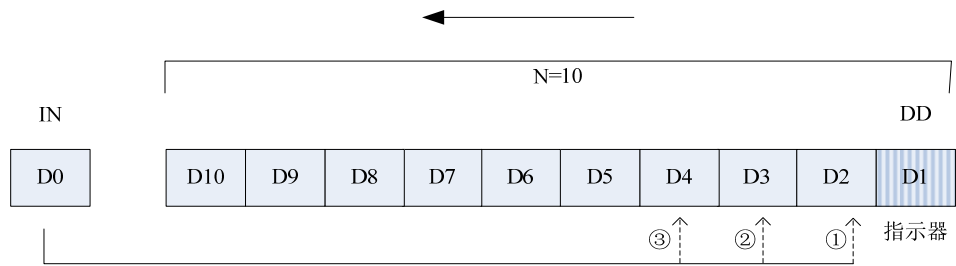 N=10
IN DD
D0 D10 D9 D8 D7 D6 D5 D4 D3 D2 D1
③ ② ① 指示器